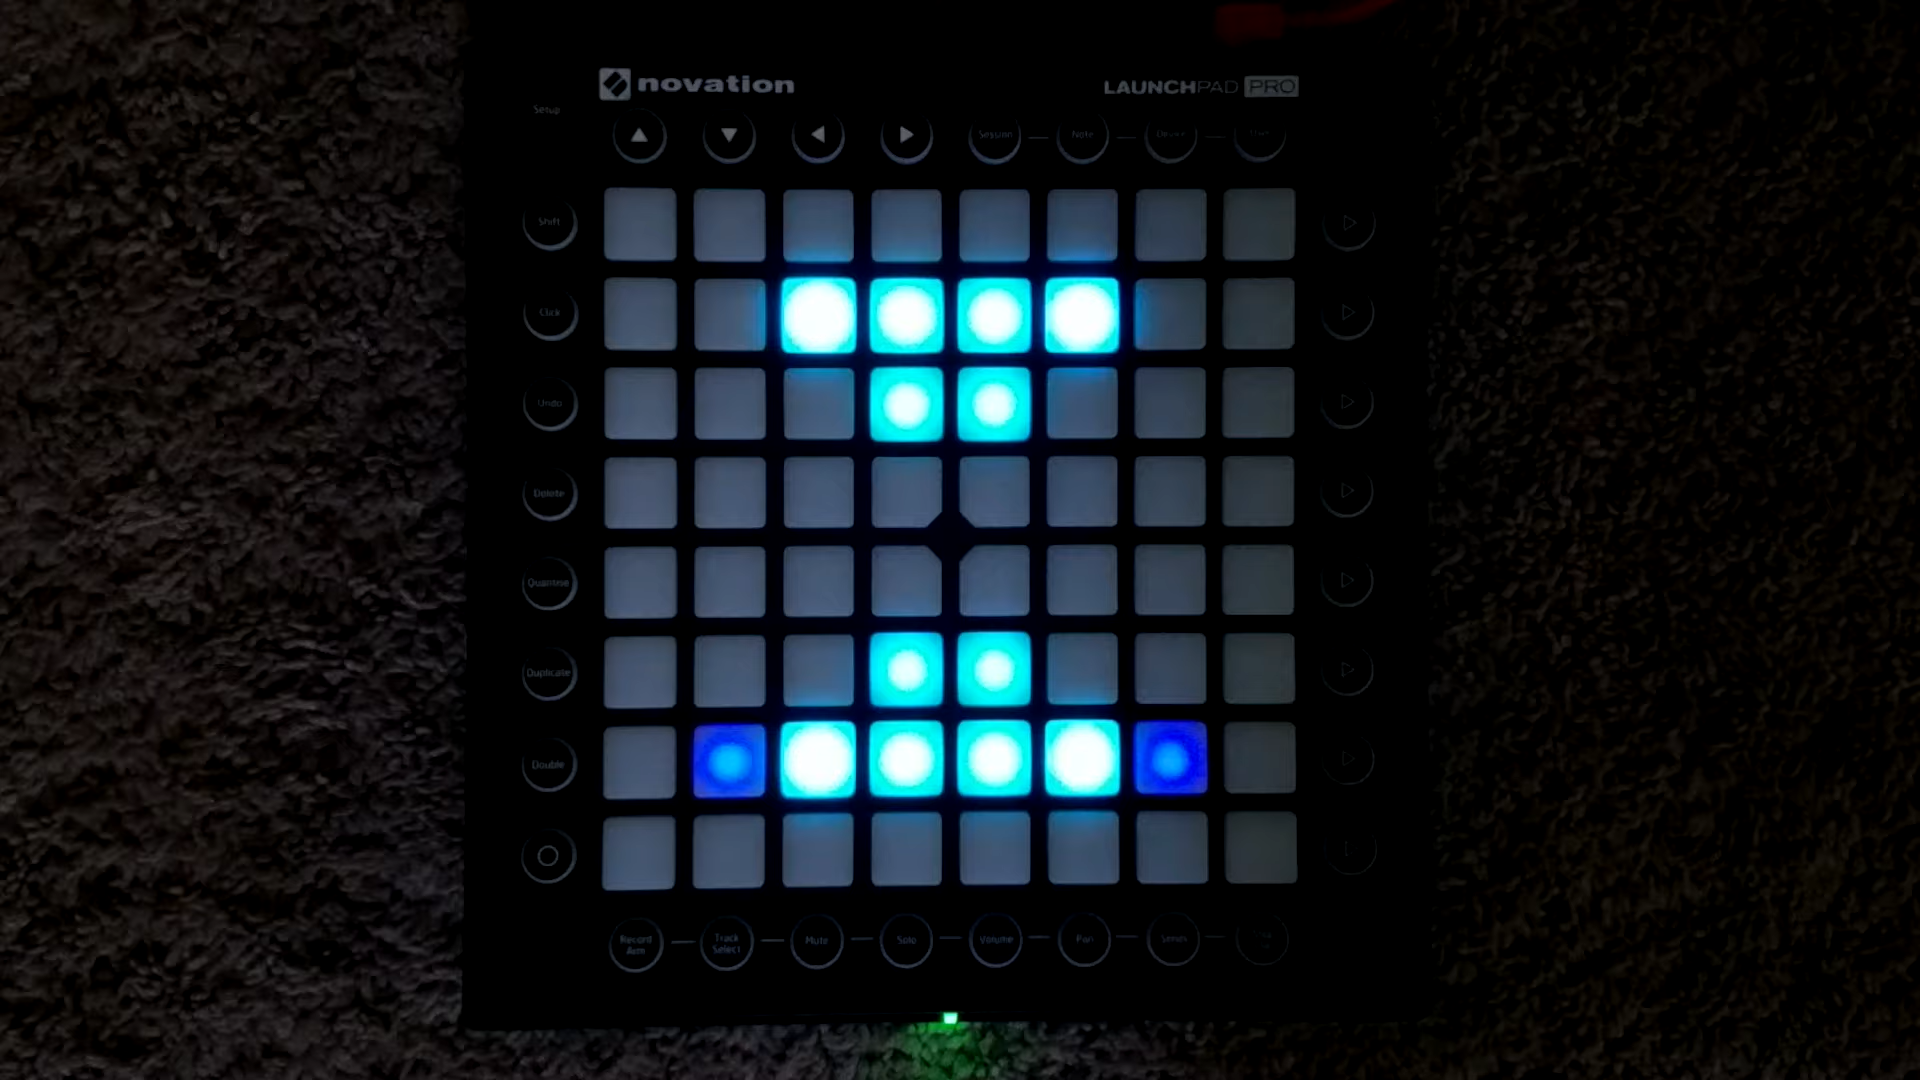 novation
LAUNCHPAD PRO
Setup
Session
Note
Shift
Click
Undo
Delete
Quantise
Duplicate
Double
Record
Arm
Track
Select
Mute
Solo
Volume
Pan
Sends